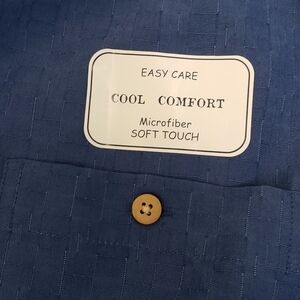 EASY CARE
COOL COMFORT
Microfiber
SOFT TOUCH